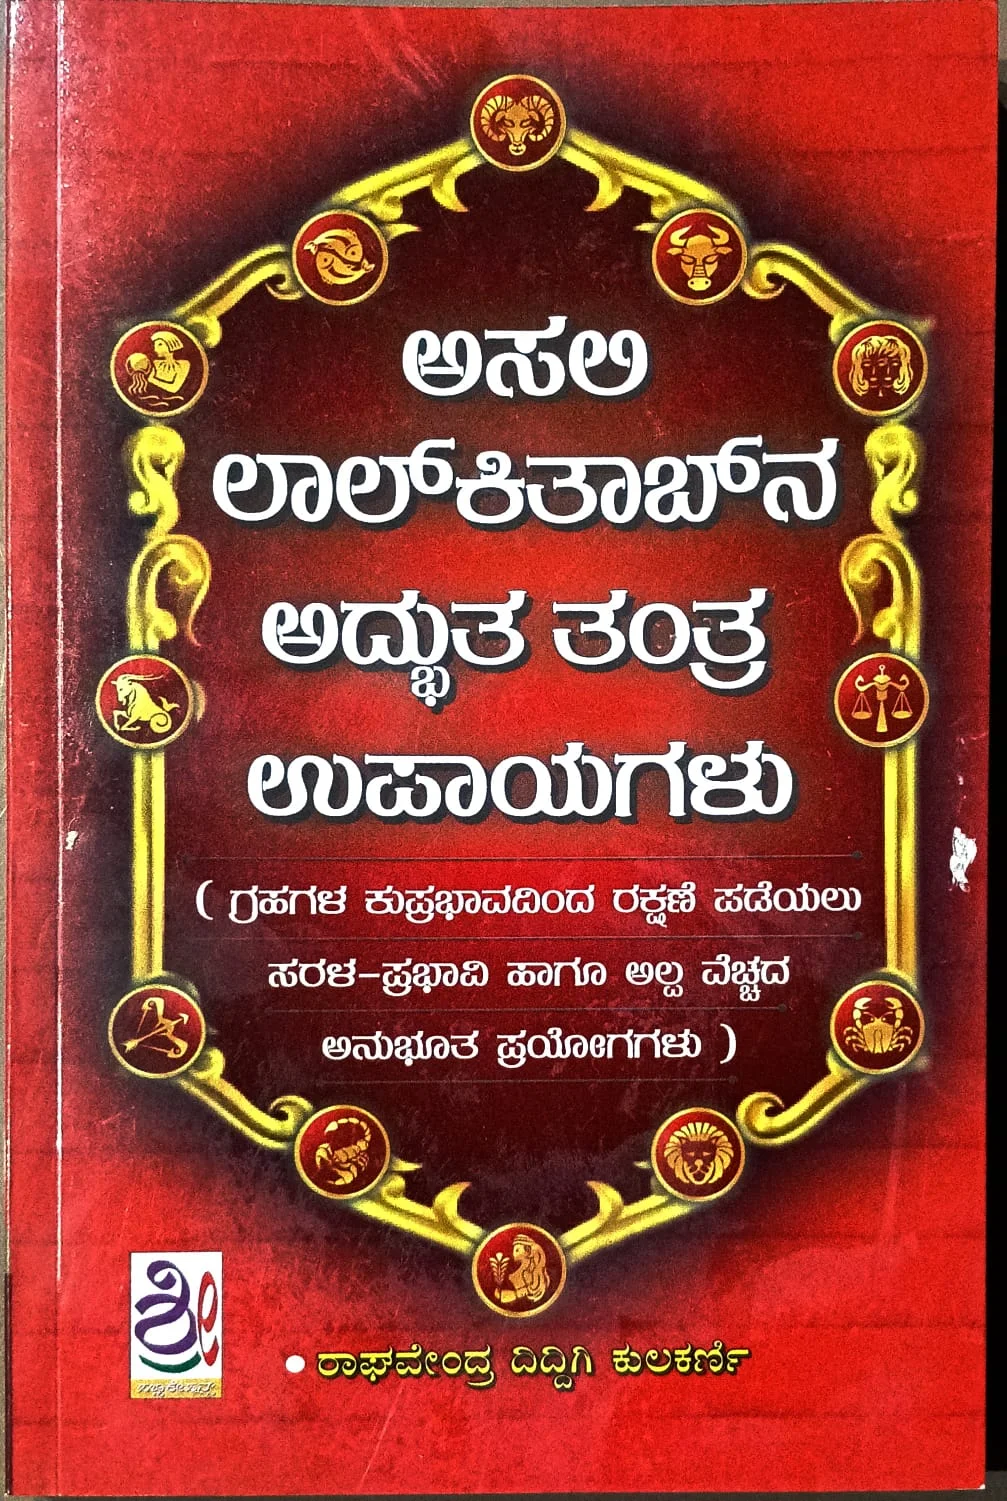 ಅಸಲಿ
ಲಾಲ್‌ಕಿತಾಬ್‌ನ
ಅದ್ಭುತ ತಂತ್ರ
ಉಪಾಯಗಳು
( ಗ್ರಹಗಳ ಕುಪ್ರಭಾವದಿಂದ ರಕ್ಷಣೆ ಪಡೆಯಲು
ಸರಳ-ಪ್ರಭಾವಿ ಹಾಗೂ ಅಲ್ಪ ವೆಚ್ಚದ
ಅನುಭೂತ ಪ್ರಯೋಗಗಳು )
ಶ್ರೀ
• ರಾಘವೇಂದ್ರ ದಿದ್ದಿಗಿ ಕುಲಕರ್ಣಿ